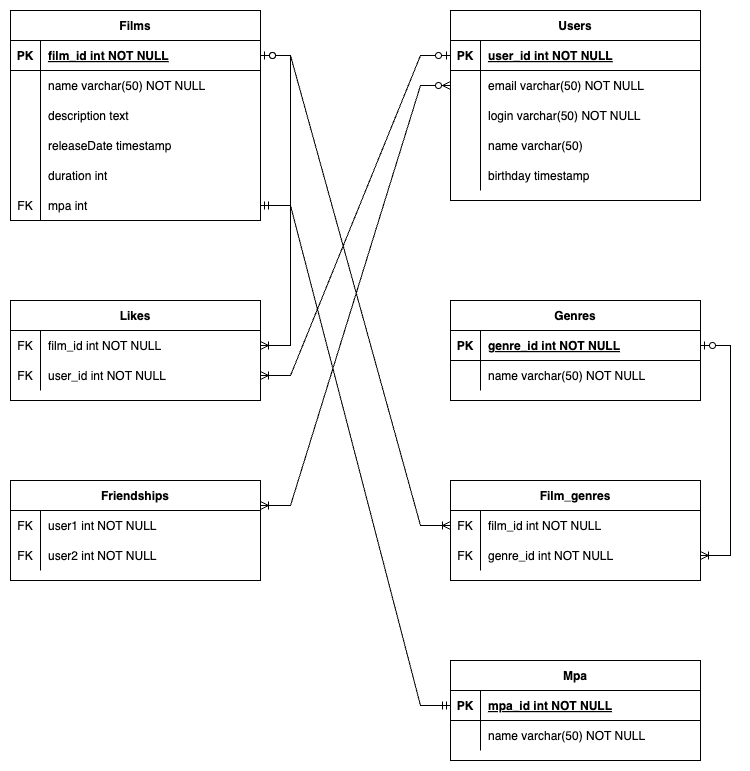 Films
PK film_id int NOT NULL
name varchar(50) NOT NULL
description text
releaseDate timestamp
duration int
FK mpa int
Users
PK user_id int NOT NULL
email varchar(50) NOT NULL
login varchar(50) NOT NULL
name varchar(50)
birthday timestamp
Likes
FK film_id int NOT NULL
FK user_id int NOT NULL
Genres
PK genre_id int NOT NULL
name varchar(50) NOT NULL
Friendships
FK user1 int NOT NULL
FK user2 int NOT NULL
Film_genres
FK film_id int NOT NULL
FK genre_id int NOT NULL
Mpa
PK mpa_id int NOT NULL
name varchar(50) NOT NULL